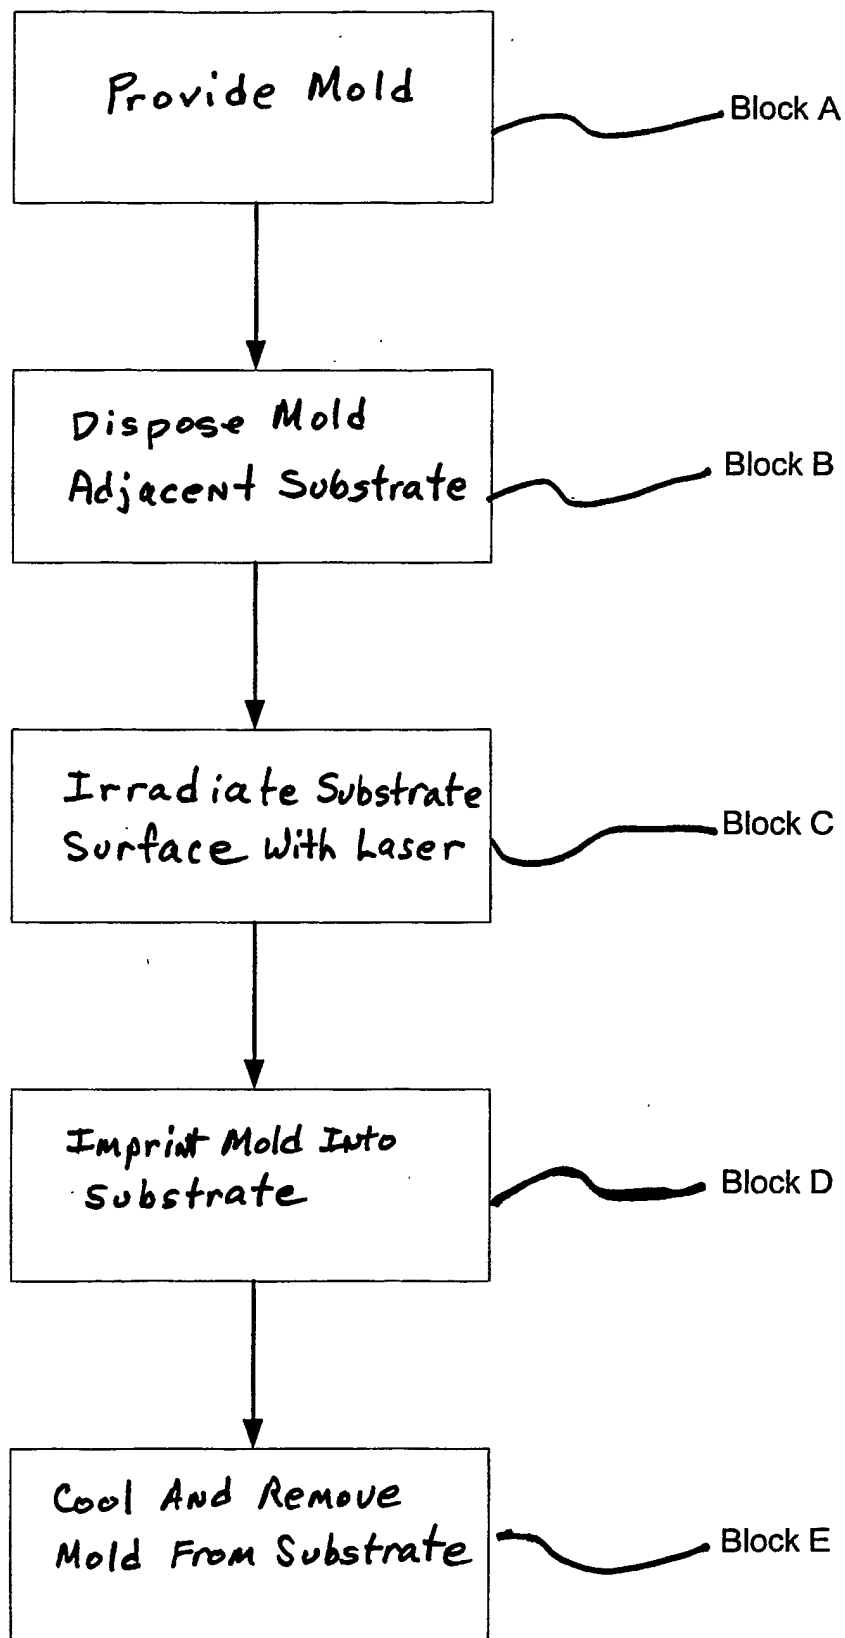 Provide Mold
Block A
Dispose Mold
Adjacent Substrate
Block B
Irradiate Substrate
Surface With Laser
Block C
Imprint Mold Into
Substrate
Block D
Cool And Remove
Mold From Substrate
Block E